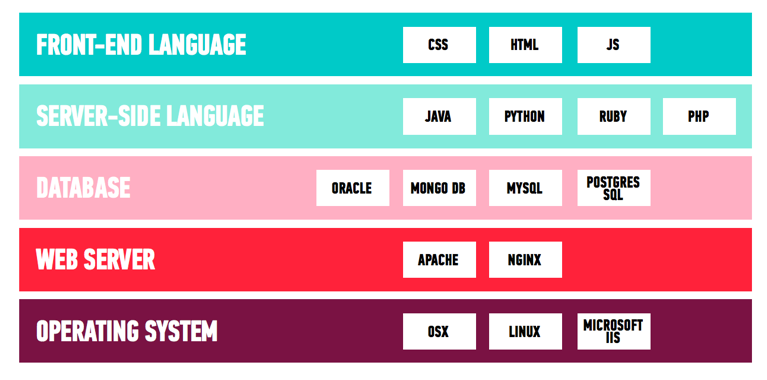 FRONT-END LANGUAGE CSS HTML JS
SERVER-SIDE LANGUAGE JAVA PYTHON RUBY PHP
DATABASE ORACLE MONGO DB MYSQL POSTGRES
SQL
WEB SERVER APACHE NGINX
OPERATING SYSTEM OSX LINUX MICROSOFT
IIS